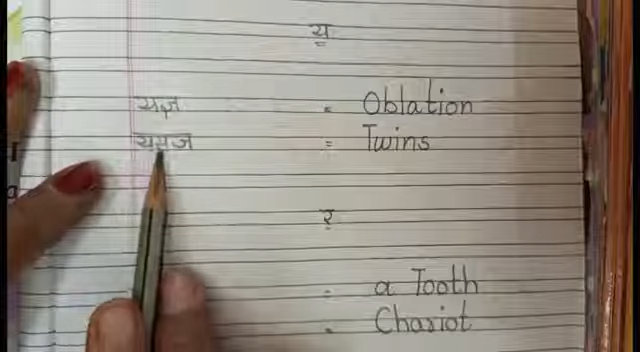 य
यज्ञ = Oblation
यमज = Twins
र
= a Tooth
= Chariot